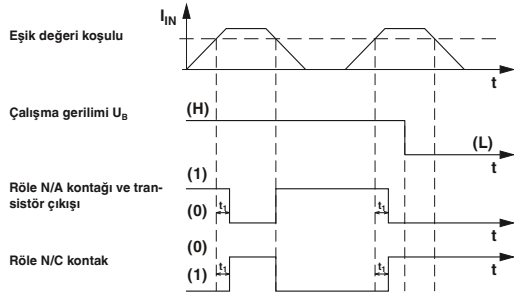 I_IN
Eşik değeri koşulu
t
Çalışma gerilimi U_B
(H)
(L)
t
Röle N/A kontağı ve tran-
sistör çıkışı
(1)
(0)
t₁
t₁
t
Röle N/C kontak
(0)
(1)
t₁
t₁
t